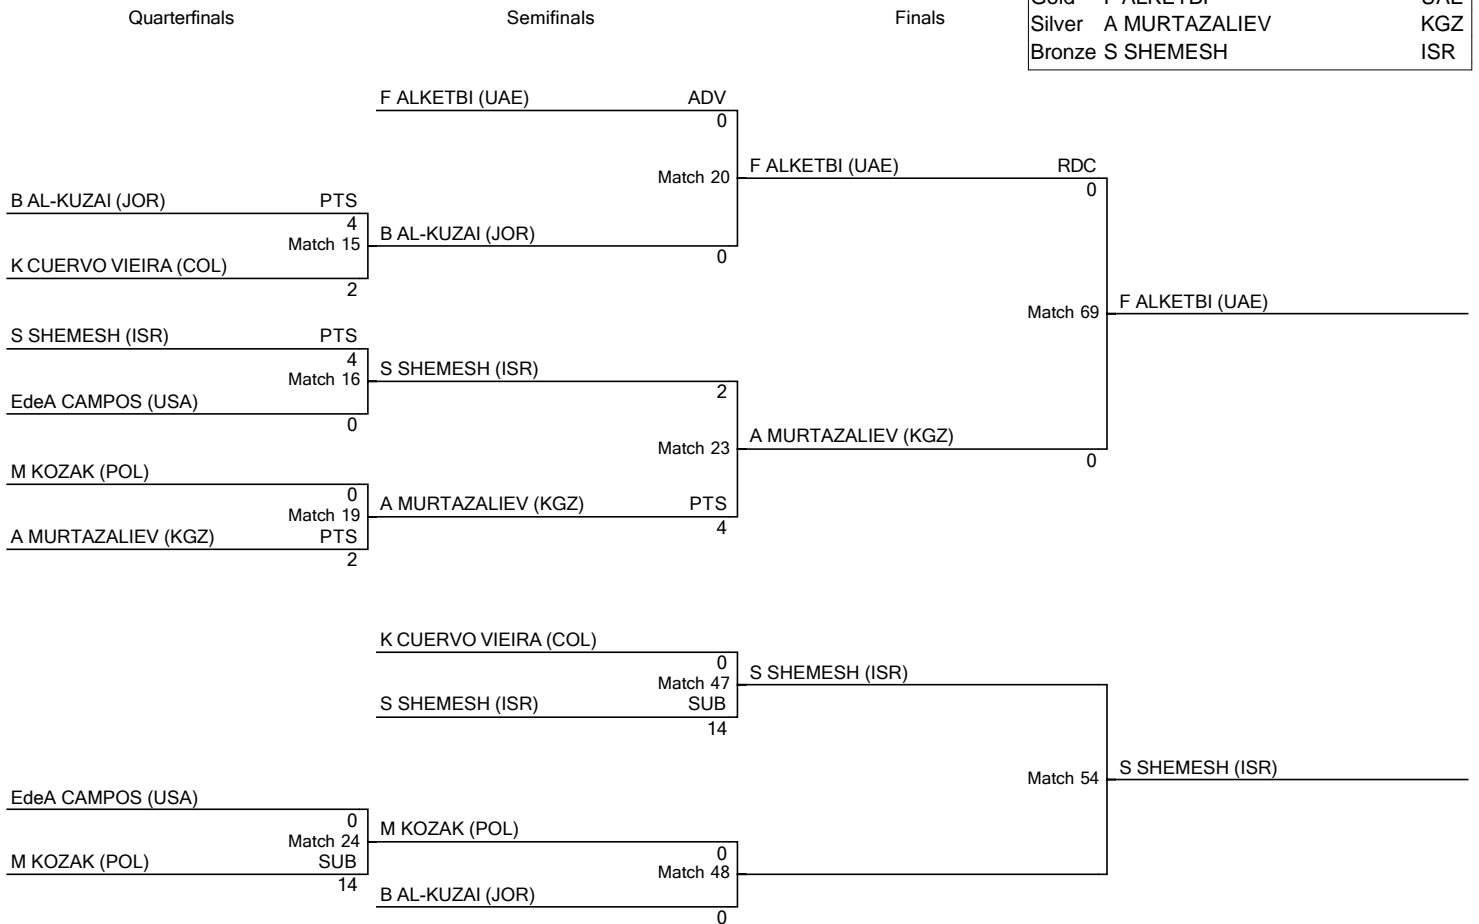 Quarterfinals
Semifinals
Finals
Gold F ALKETBI UAE
Silver A MURTAZALIEV KGZ
Bronze S SHEMESH ISR
F ALKETBI (UAE) ADV
0
Match 20
F ALKETBI (UAE) RDC
0
B AL-KUZAI (JOR) PTS
4
Match 15
B AL-KUZAI (JOR)
0
K CUERVO VIEIRA (COL)
2
Match 69
F ALKETBI (UAE)
S SHEMESH (ISR) PTS
4
Match 16
S SHEMESH (ISR)
2
EdeA CAMPOS (USA)
0
Match 23
A MURTAZALIEV (KGZ)
0
M KOZAK (POL)
0
Match 19
A MURTAZALIEV (KGZ) PTS
4
A MURTAZALIEV (KGZ) PTS
2
K CUERVO VIEIRA (COL)
0
Match 47
S SHEMESH (ISR)
S SHEMESH (ISR) SUB
14
Match 54
S SHEMESH (ISR)
EdeA CAMPOS (USA)
0
Match 24
M KOZAK (POL)
0
M KOZAK (POL) SUB
14
Match 48
B AL-KUZAI (JOR)
0